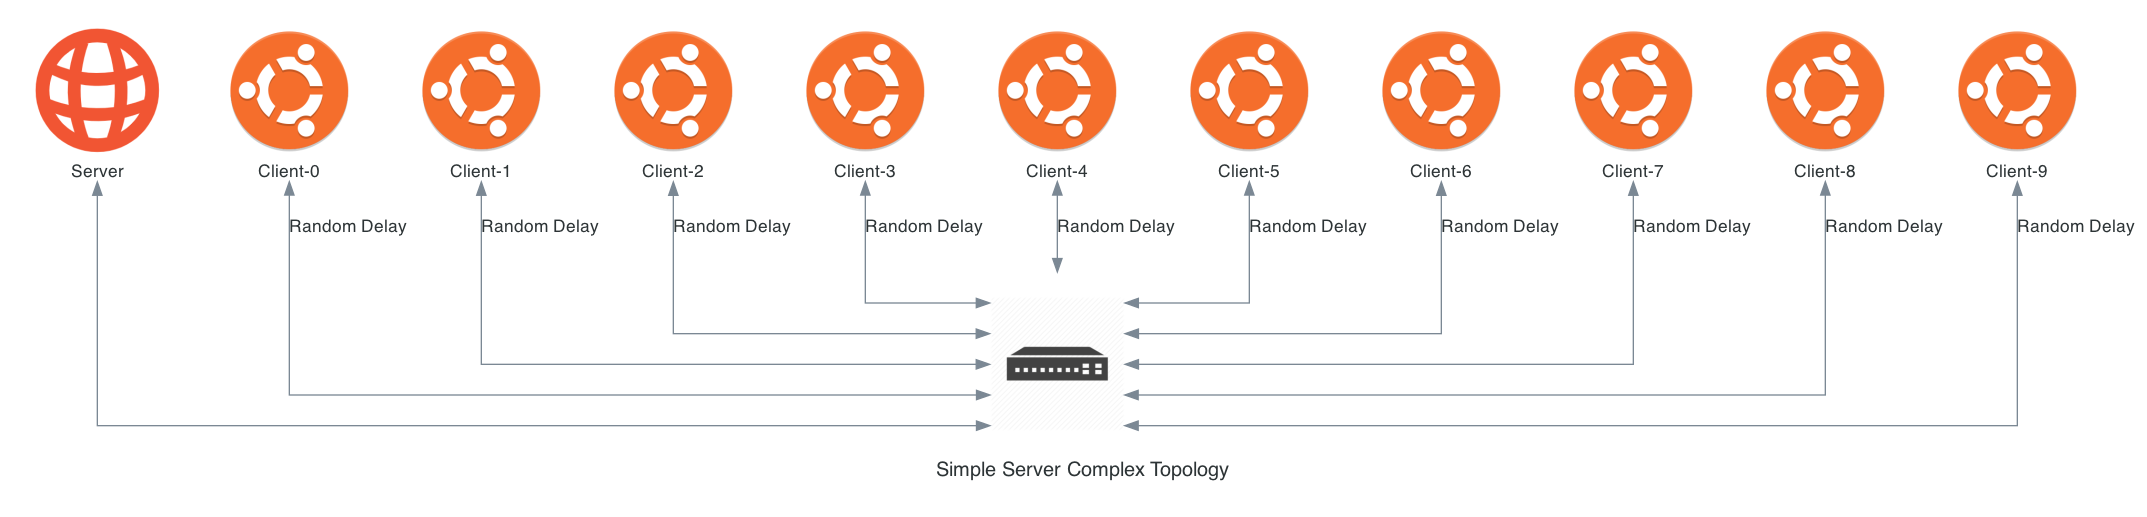 Server
Client-0
Client-1
Client-2
Client-3
Client-4
Client-5
Client-6
Client-7
Client-8
Client-9
Random Delay
Random Delay
Random Delay
Random Delay
Random Delay
Random Delay
Random Delay
Random Delay
Random Delay
Random Delay
Simple Server Complex Topology